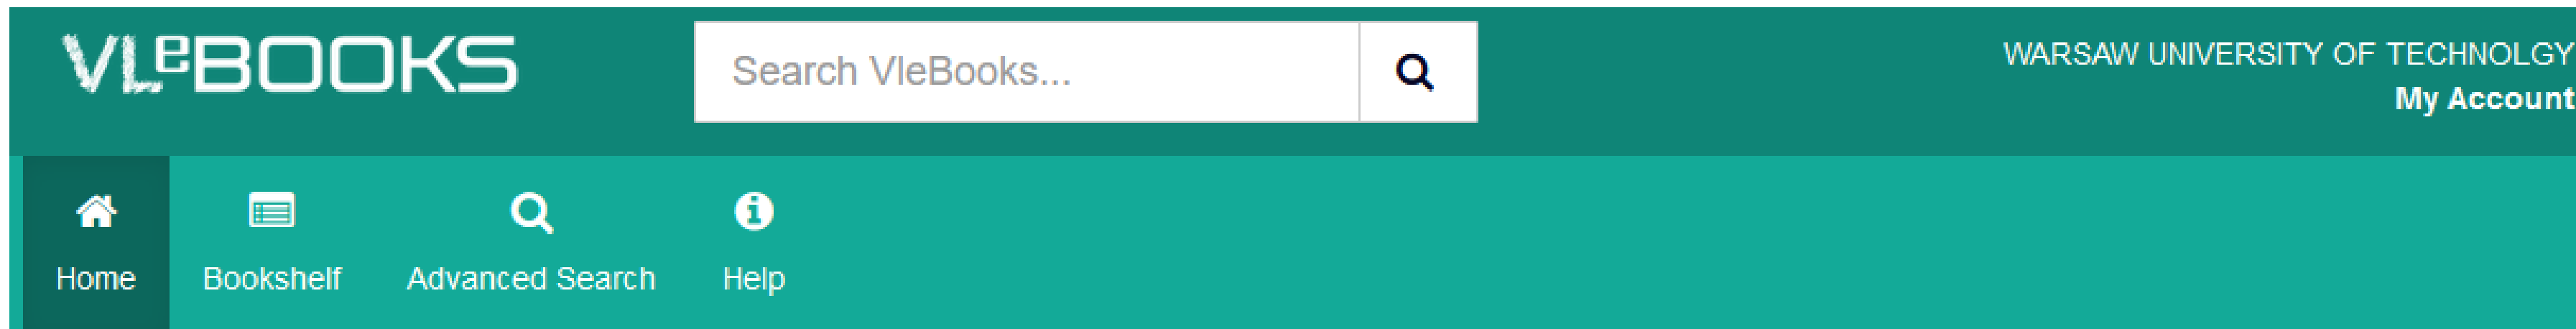 VLeBOOKS
Search VleBooks...
WARSAW UNIVERSITY OF TECHNOLGY
My Account
Home
Bookshelf
Advanced Search
Help